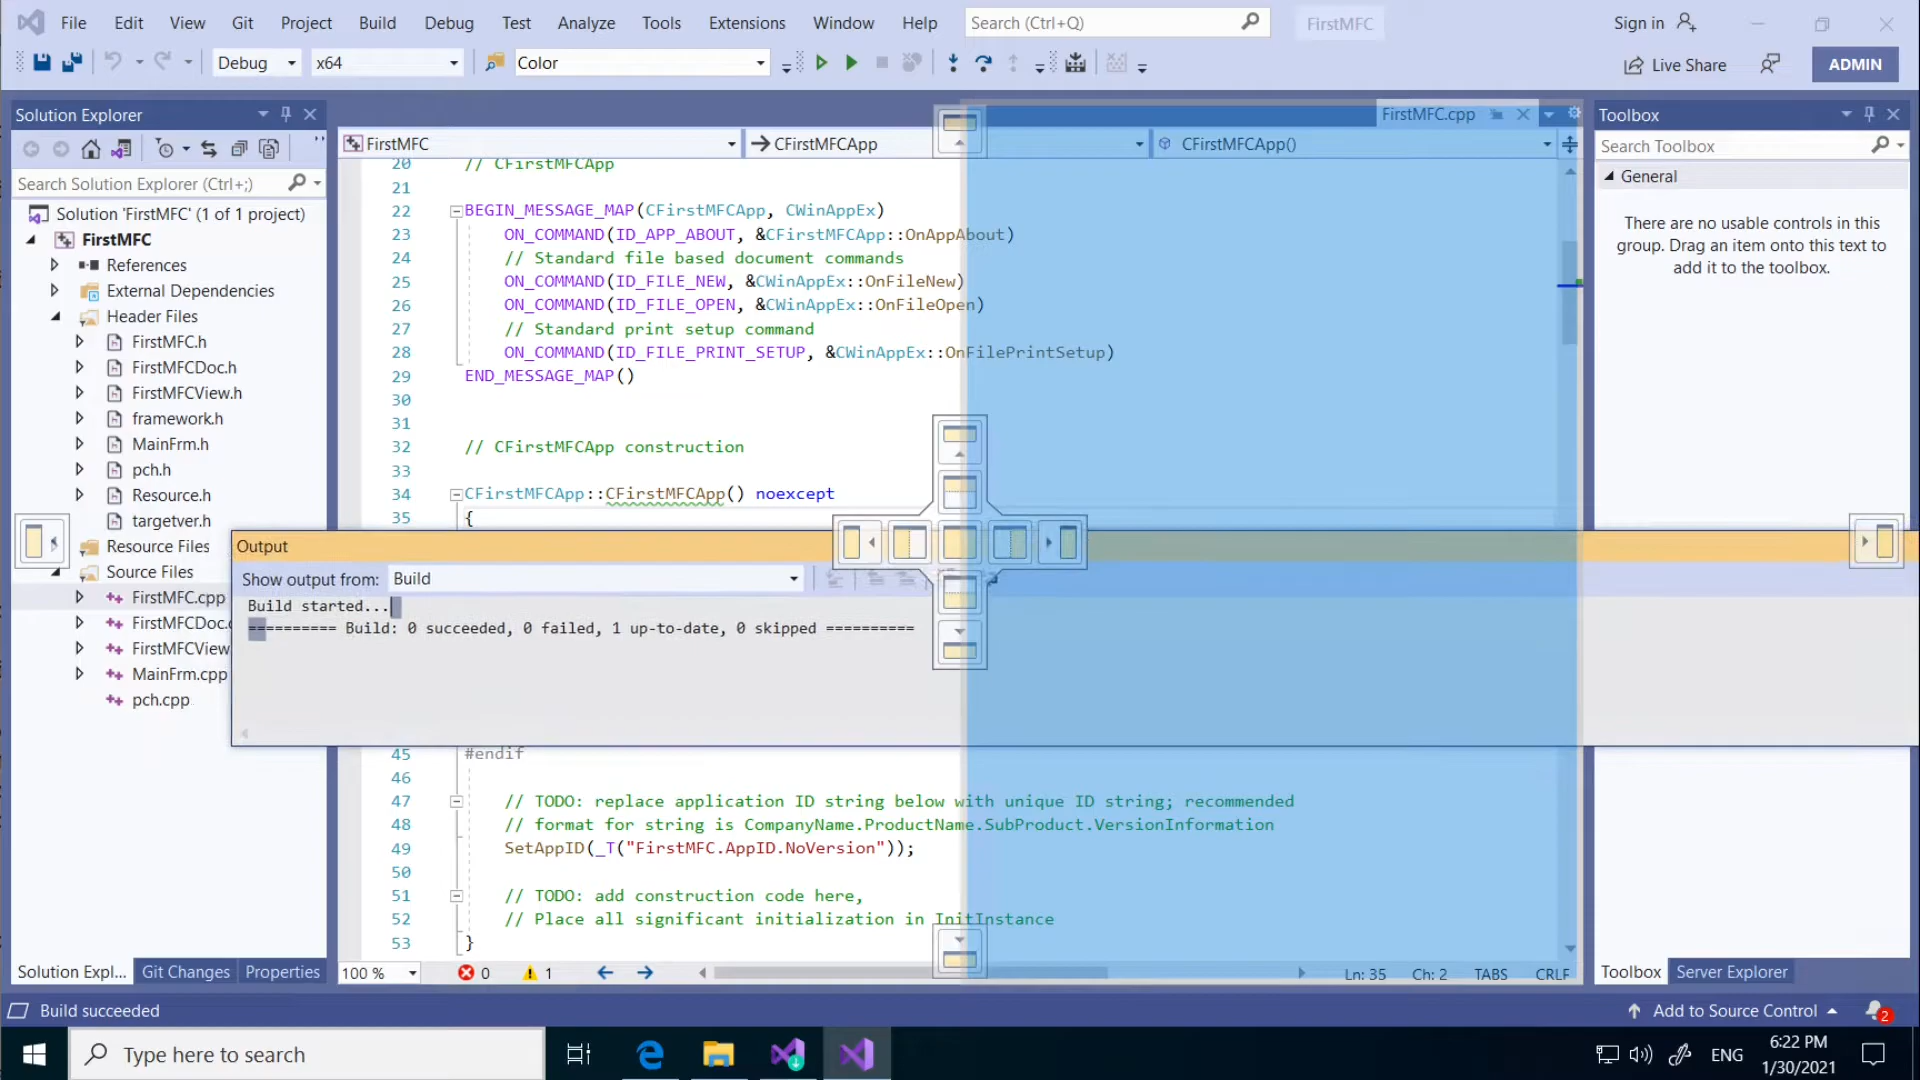 File Edit View Git Project Build Debug Test Analyze Tools Extensions Window Help Search (Ctrl+Q) FirstMFC Sign in
Debug x64 Color Live Share ADMIN
Solution Explorer
Search Solution Explorer (Ctrl+;)
Solution 'FirstMFC' (1 of 1 project)
FirstMFC
References
External Dependencies
Header Files
FirstMFC.h
FirstMFCDoc.h
FirstMFCView.h
framework.h
MainFrm.h
pch.h
Resource.h
targetver.h
Resource Files
Source Files
FirstMFC.cpp
FirstMFCDoc.c
FirstMFCView
MainFrm.cpp
pch.cpp
Solution Expl... Git Changes Properties
FirstMFC.cpp
FirstMFC CFirstMFCApp CFirstMFCApp()
20 // CFirstMFCApp
21
22 BEGIN_MESSAGE_MAP(CFirstMFCApp, CWinAppEx)
23 ON_COMMAND(ID_APP_ABOUT, &CFirstMFCApp::OnAppAbout)
24 // Standard file based document commands
25 ON_COMMAND(ID_FILE_NEW, &CWinAppEx::OnFileNew)
26 ON_COMMAND(ID_FILE_OPEN, &CWinAppEx::OnFileOpen)
27 // Standard print setup command
28 ON_COMMAND(ID_FILE_PRINT_SETUP, &CWinAppEx::OnFilePrintSetup)
29 END_MESSAGE_MAP()
30
31
32 // CFirstMFCApp construction
33
34 CFirstMFCApp::CFirstMFCApp() noexcept
35 {
Output
Show output from: Build
Build started...
========== Build: 0 succeeded, 0 failed, 1 up-to-date, 0 skipped ==========
45 #endif
46
47 // TODO: replace application ID string below with unique ID string; recommended
48 // format for string is CompanyName.ProductName.SubProduct.VersionInformation
49 SetAppID(_T("FirstMFC.AppID.NoVersion"));
50
51 // TODO: add construction code here,
52 // Place all significant initialization in InitInstance
53 }
100 % 0 1 Ln: 35 Ch: 2 TABS CRLF
Toolbox
Search Toolbox
General
There are no usable controls in this
group. Drag an item onto this text to
add it to the toolbox.
Toolbox Server Explorer
Build succeeded Add to Source Control 2
Type here to search ENG 6:22 PM
1/30/2021